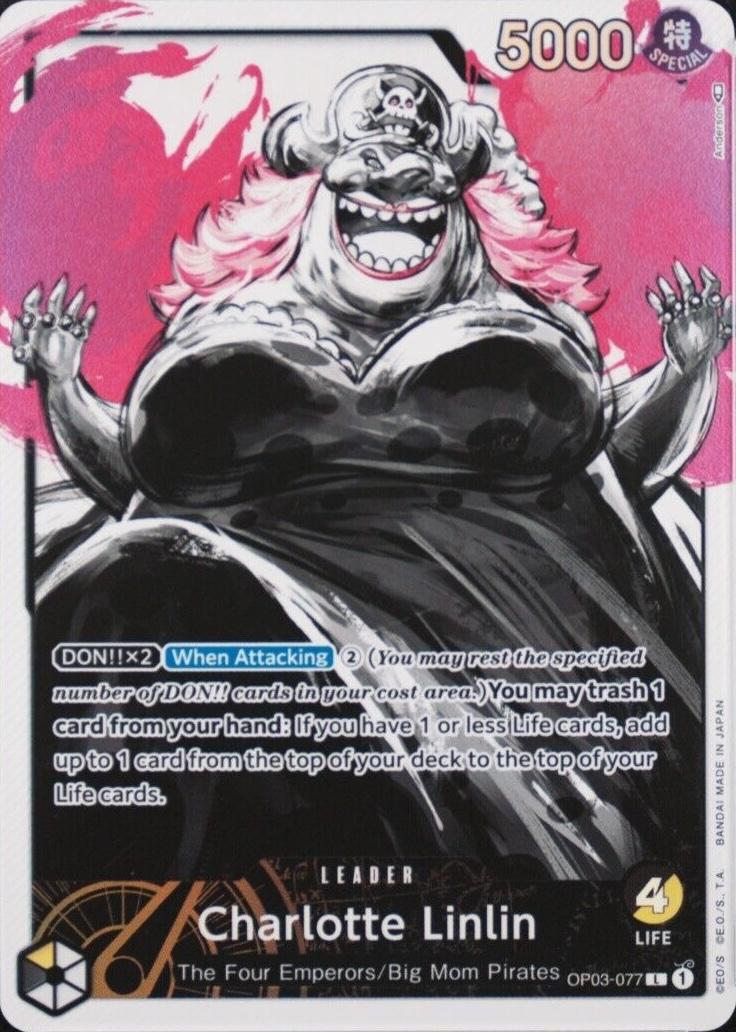 5000 特
SPECIAL
Anderson
DON!!×2 When Attacking ② (You may rest the specified
number of DON!! cards in your cost area.) You may trash 1
card from your hand: If you have 1 or less Life cards, add
up to 1 card from the top of your deck to the top of your
Life cards.
LEADER
Charlotte Linlin
4
LIFE
The Four Emperors/Big Mom Pirates OP03-077 L 1
©EO/S ©E.O./S., T.A. BANDAI MADE IN JAPAN